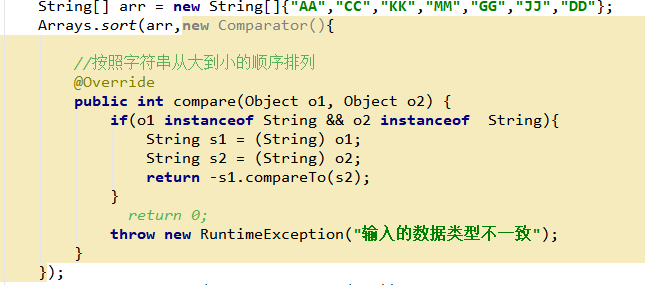 String[] arr = new String[]{"AA","CC","KK","MM","GG","JJ","DD"};
Arrays.sort(arr,new Comparator(){
//按照字符串从大到小的顺序排列
@Override
public int compare(Object o1, Object o2) {
if(o1 instanceof String && o2 instanceof  String){
String s1 = (String) o1;
String s2 = (String) o2;
return -s1.compareTo(s2);
}
return 0;
throw new RuntimeException("输入的数据类型不一致");
}
});